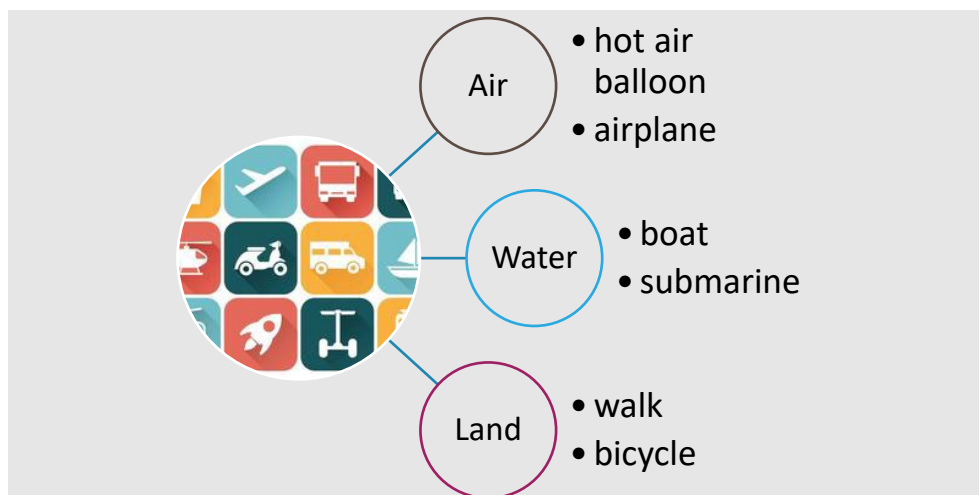 Air
• hot air
balloon
• airplane
Water
• boat
• submarine
Land
• walk
• bicycle